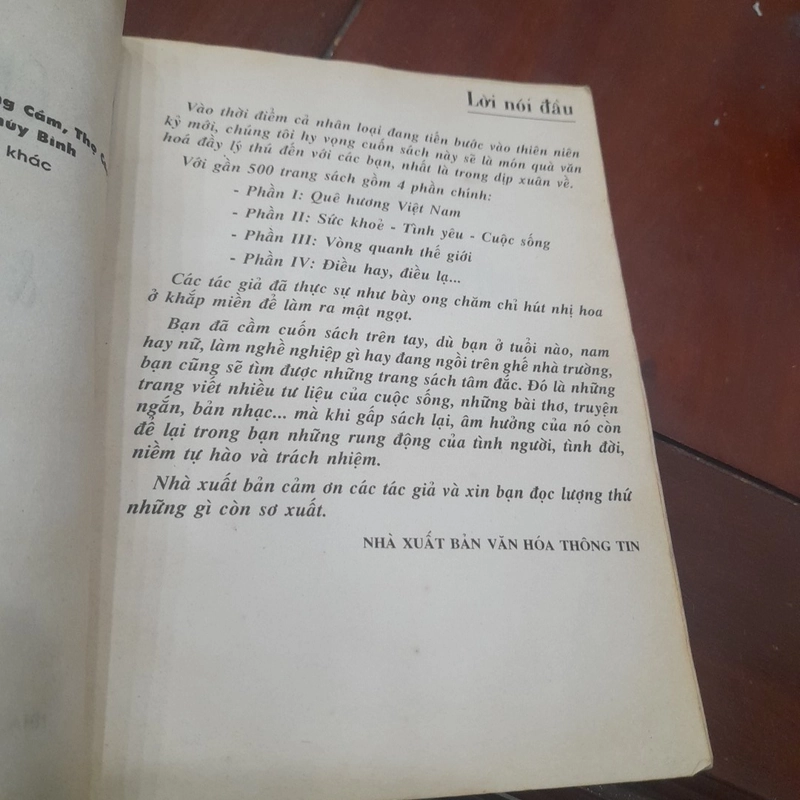 ng Cám, Thọ
húy Bình
khác
Lời nói đầu
Vào thời điểm cả nhân loại đang tiến bước vào thiên niên
kỷ mới, chúng tôi hy vọng cuốn sách này sẽ là món quà văn
hoá đầy lý thú đến với các bạn, nhất là trong dịp xuân về.
Với gần 500 trang sách gồm 4 phần chính:
- Phần I: Quê hương Việt Nam
- Phần II: Sức khoẻ - Tình yêu - Cuộc sống
- Phần III: Vòng quanh thế giới
- Phần IV: Điều hay, điều lạ...
Các tác giả đã thực sự như bày ong chăm chỉ hút nhị hoa
ở khắp miền để làm ra mật ngọt.
Bạn đã cầm cuốn sách trên tay, dù bạn ở tuổi nào, nam
hay nữ, làm nghề nghiệp gì hay đang ngồi trên ghế nhà trường,
bạn cũng sẽ tìm được những trang sách tâm đắc. Đó là những
trang viết nhiều tư liệu của cuộc sống, những bài thơ, truyện
ngắn, bản nhạc... mà khi gấp sách lại, âm hưởng của nó còn
để lại trong bạn những rung động của tình người, tình đời,
niềm tự hào và trách nhiệm.
Nhà xuất bản cảm ơn các tác giả và xin bạn đọc lượng thứ
những gì còn sơ xuất.
NHÀ XUẤT BẢN VĂN HÓA THÔNG TIN